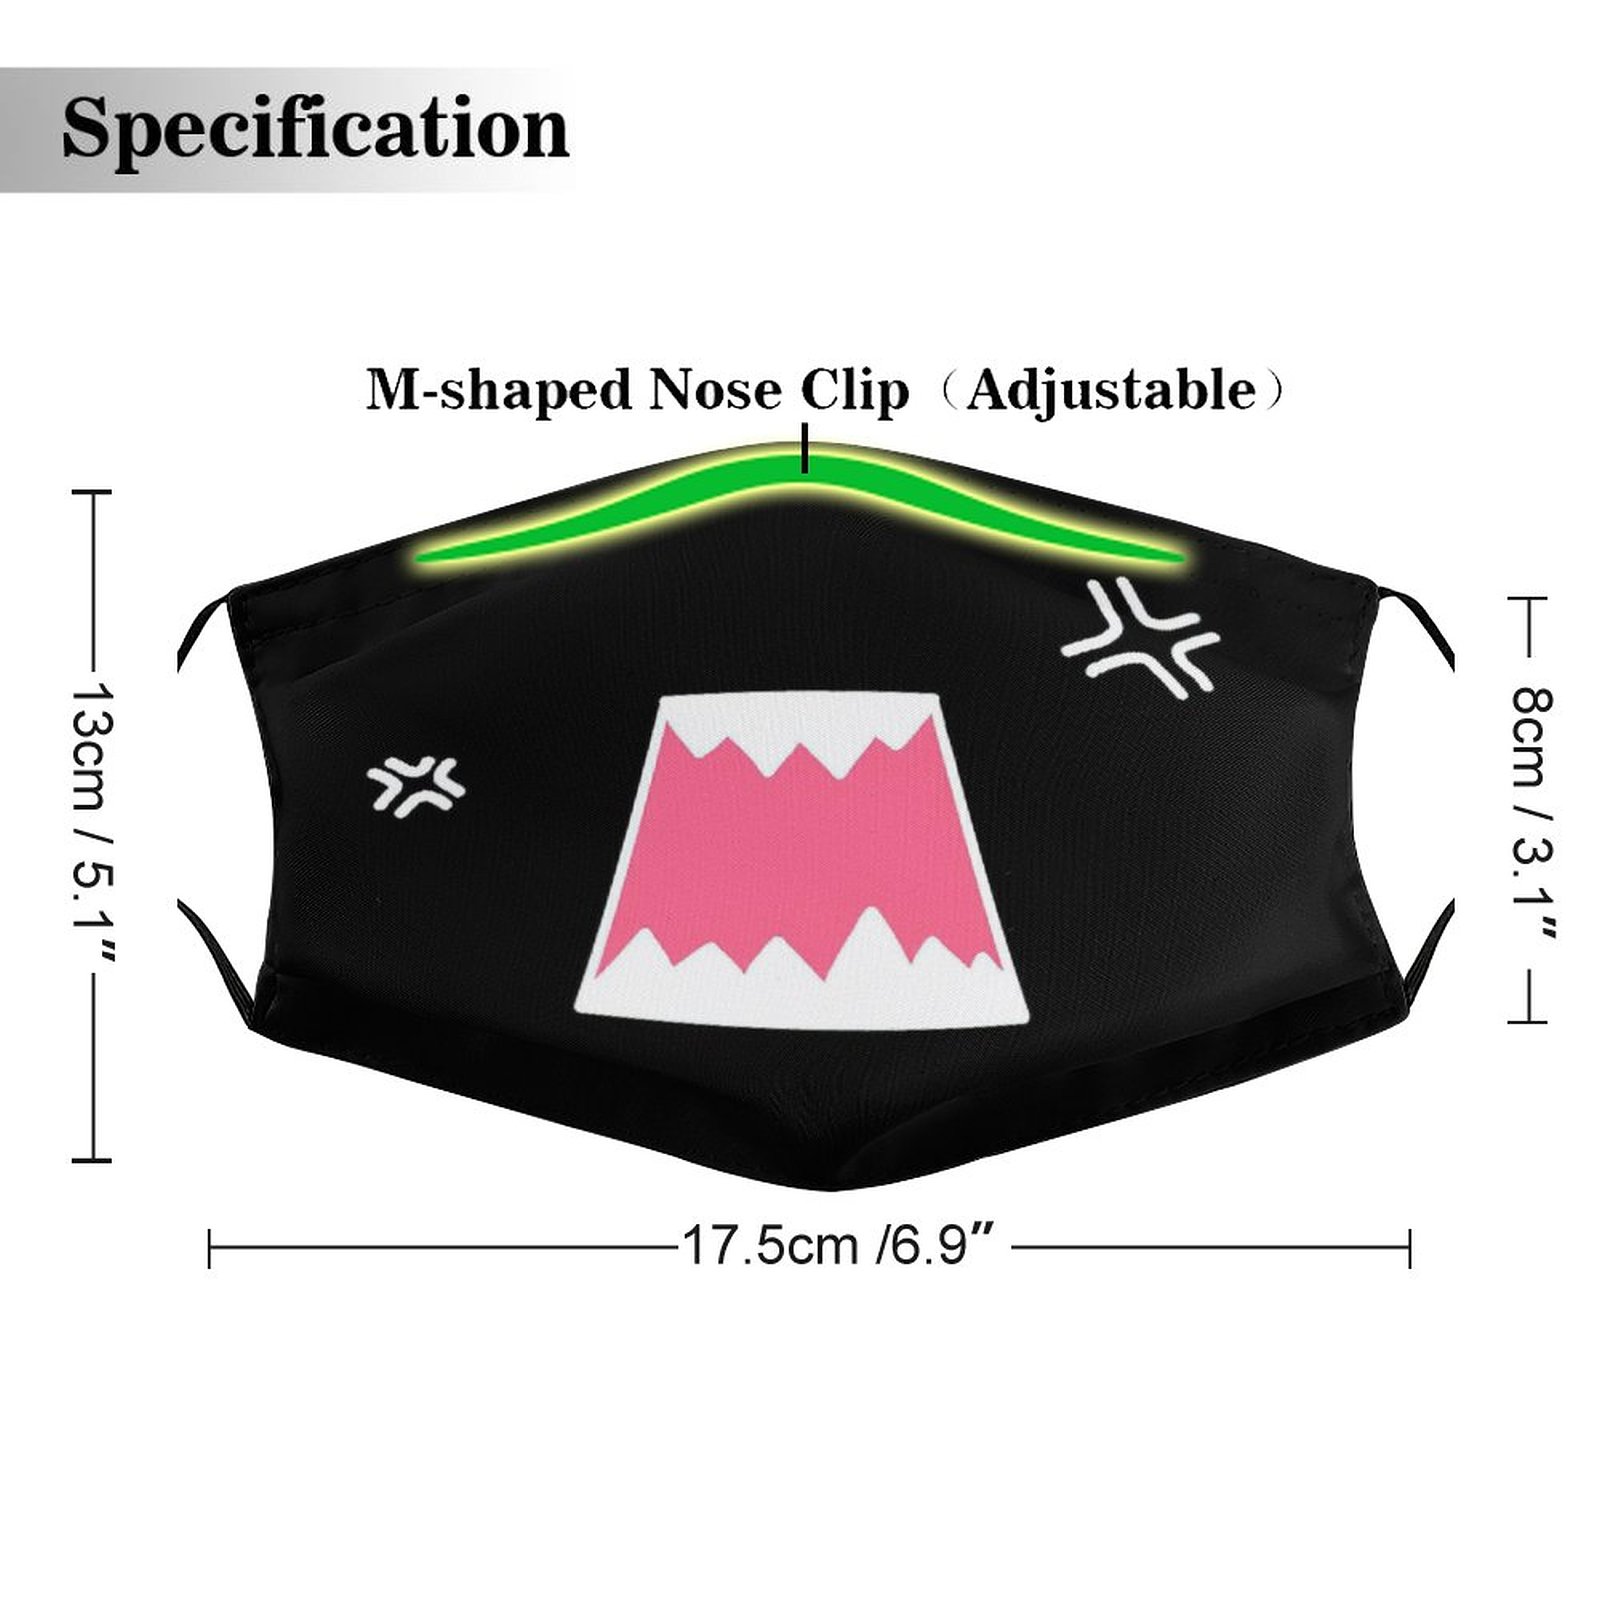 Specification
M-shaped Nose Clip（Adjustable）
13cm / 5.1"
8cm / 3.1"
17.5cm /6.9"